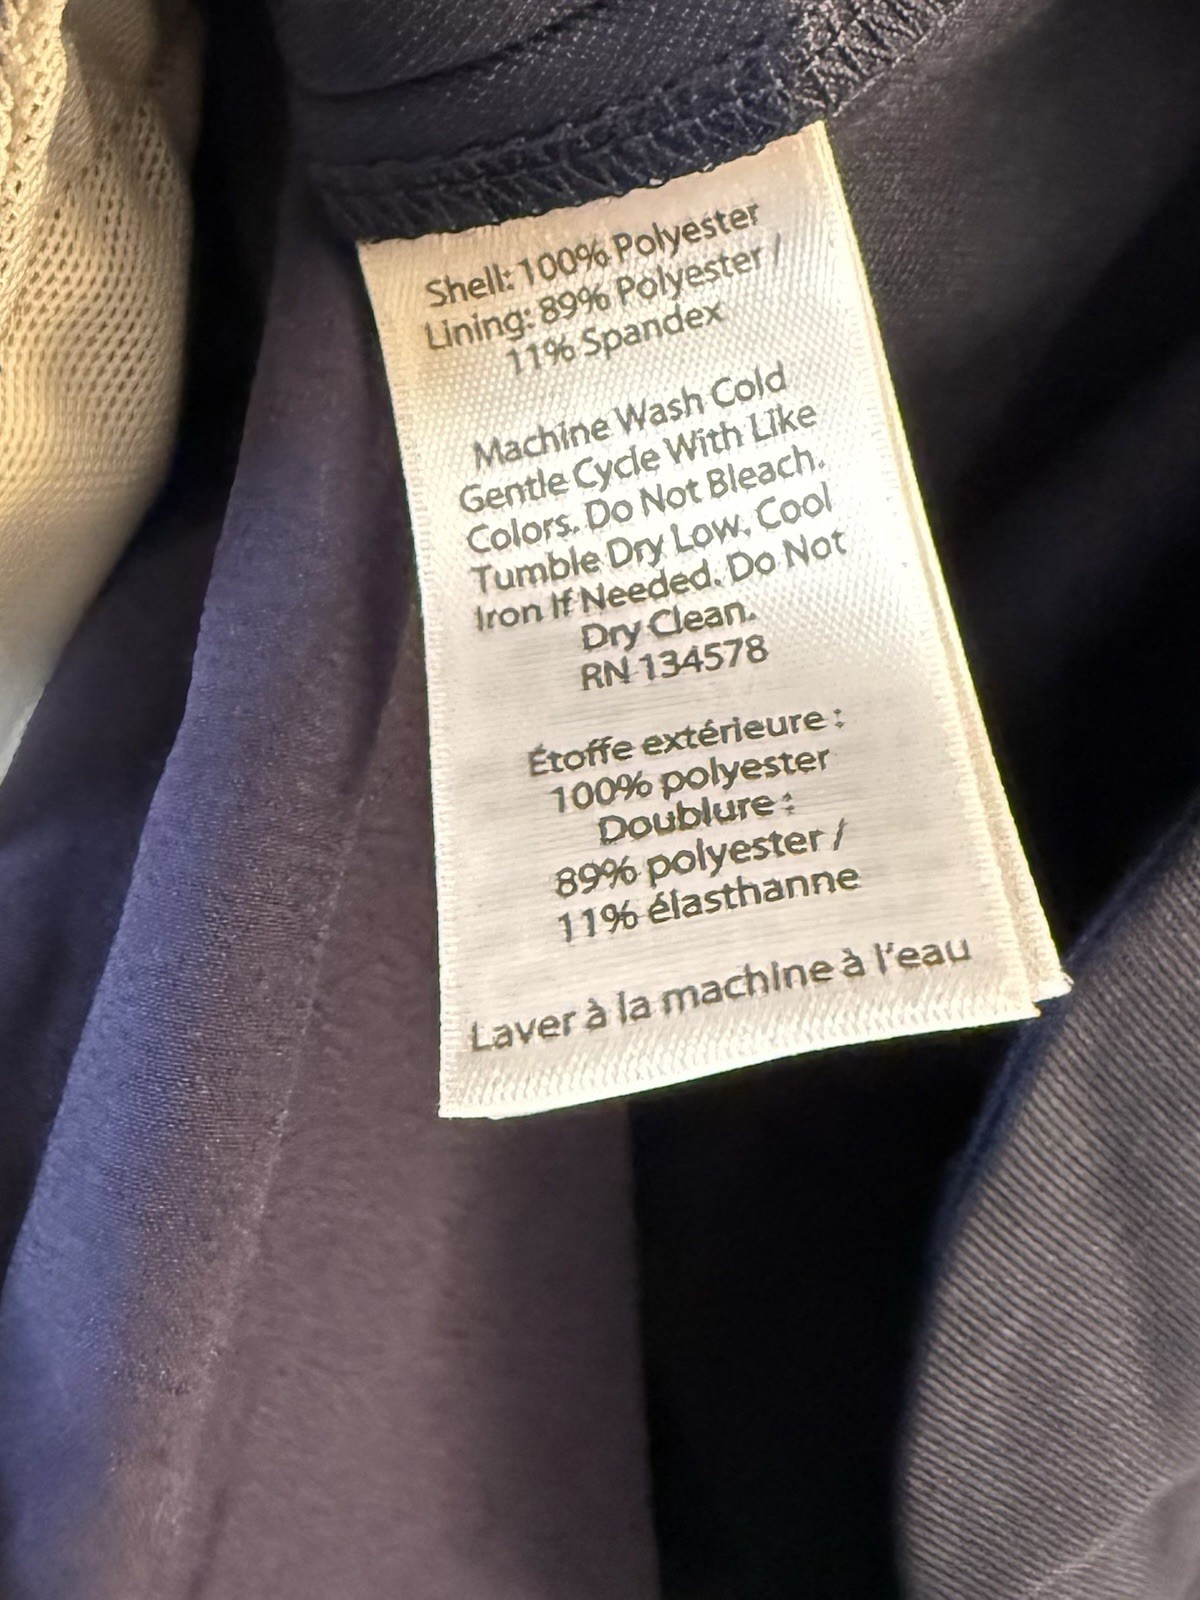 Shell: 100% Polyester
Lining: 89% Polyester /
11% Spandex
Machine Wash Cold
Gentle Cycle With Like
Colors. Do Not Bleach.
Tumble Dry Low. Cool
Iron If Needed. Do Not
Dry Clean.
RN 134578
Étoffe extérieure :
100% polyester
Doublure :
89% polyester /
11% élasthanne
Laver à la machine à l'eau